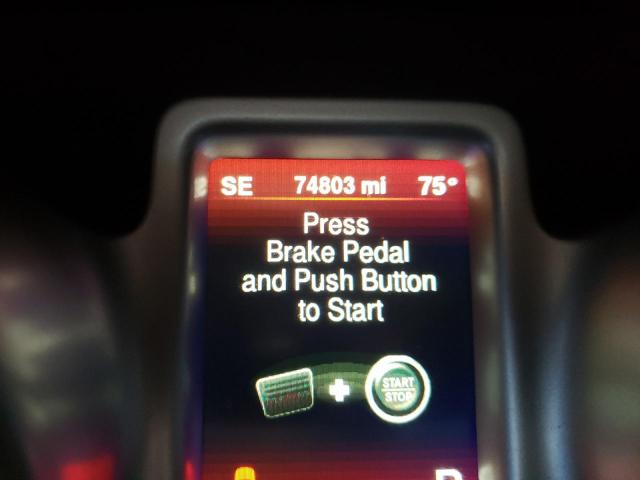 SE 74803 mi 75°
Press
Brake Pedal
and Push Button
to Start
START
STOP